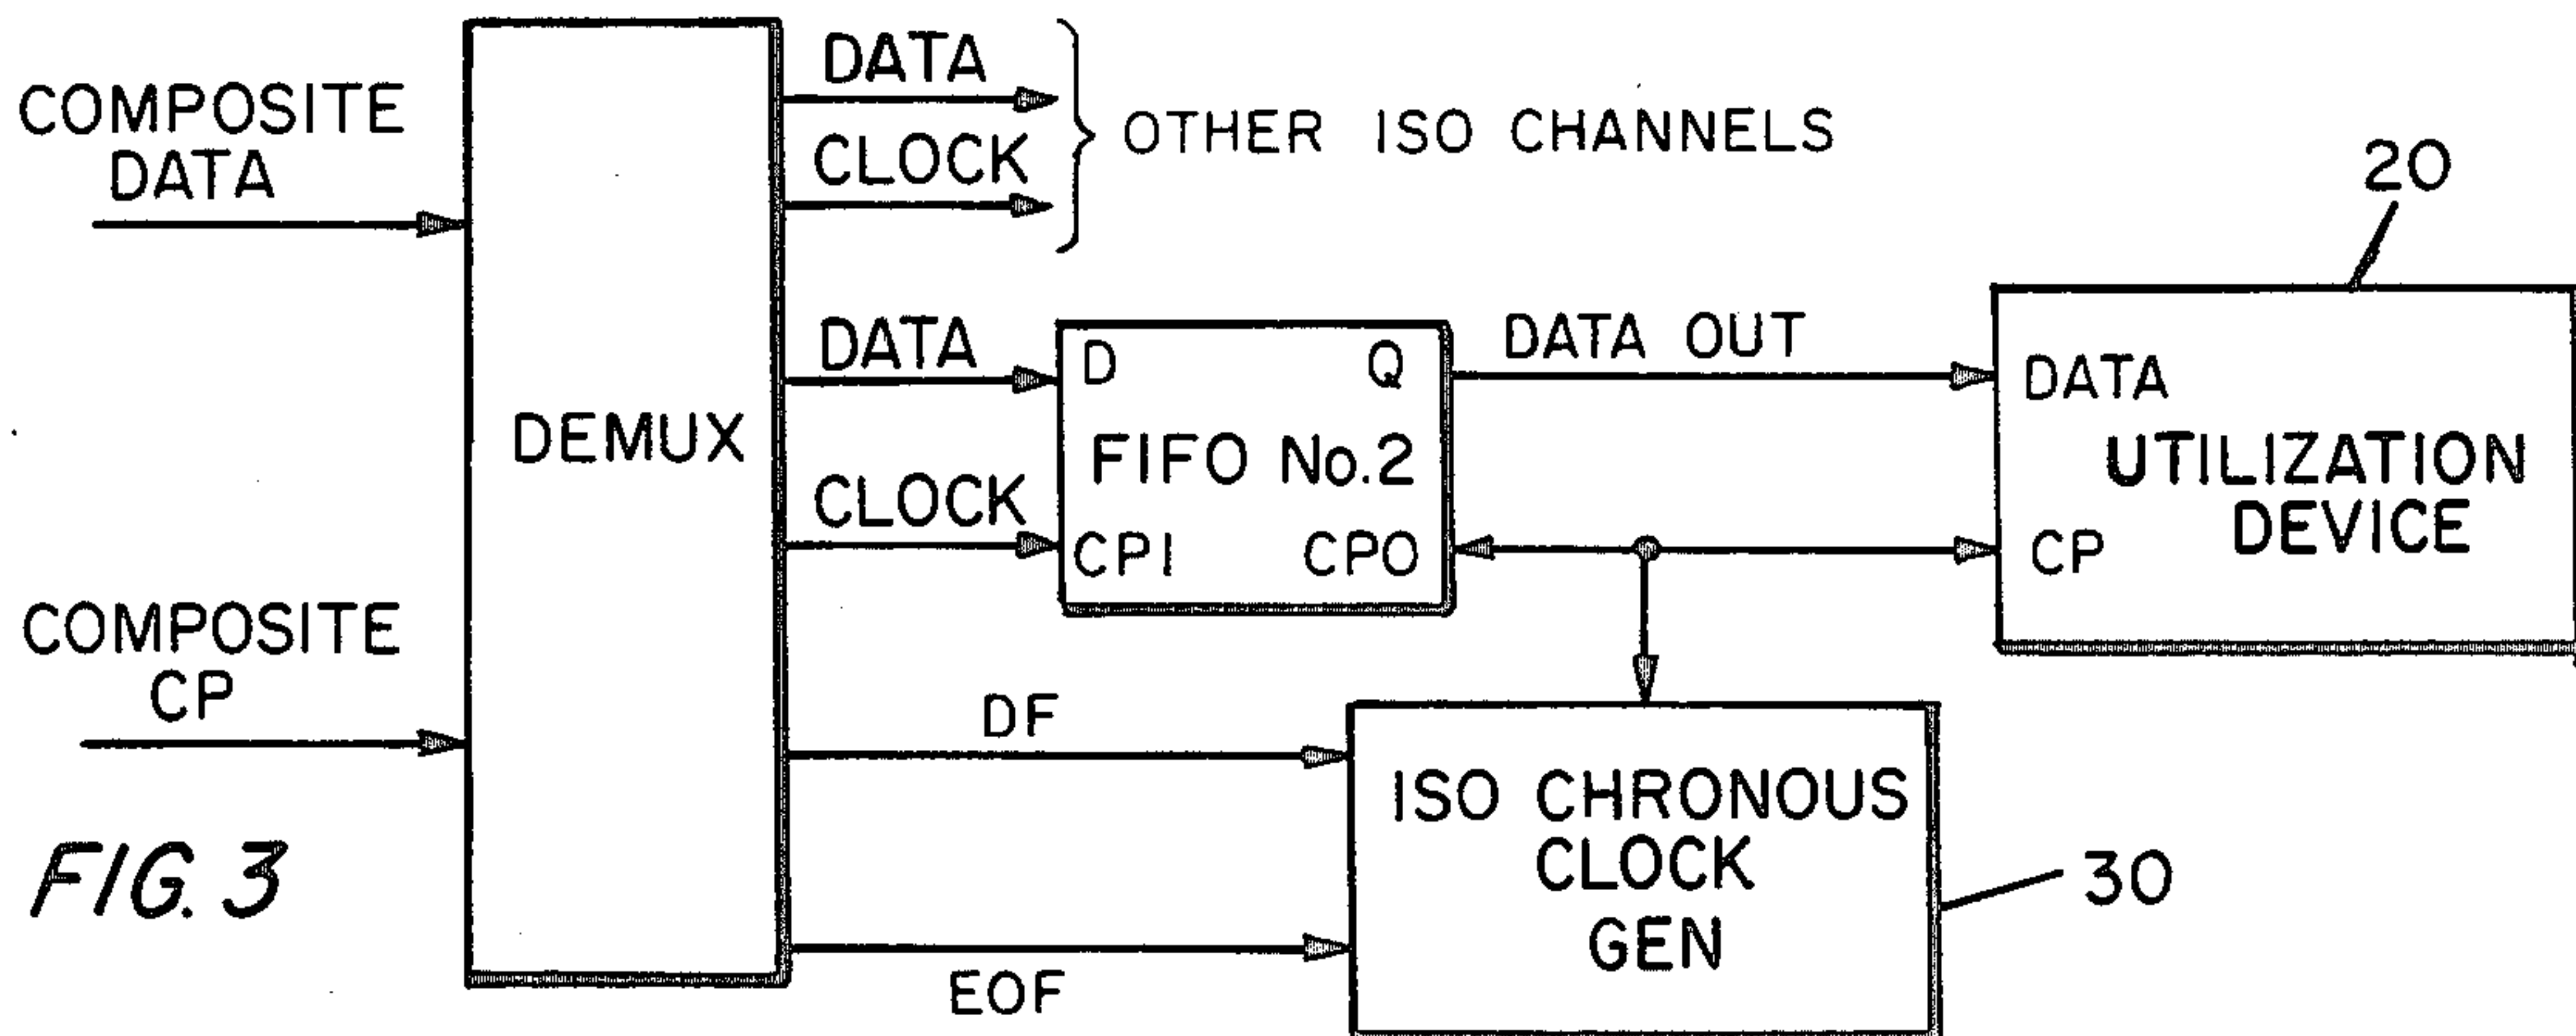 COMPOSITE
DATA
COMPOSITE
CP
FIG. 3
DEMUX
DATA
CLOCK
OTHER ISO CHANNELS
DATA
CLOCK
D Q
FIFO No.2
CPI CPO
DATA OUT
20
DATA
UTILIZATION
DEVICE
CP
DF
EOF
ISO CHRONOUS
CLOCK
GEN
30